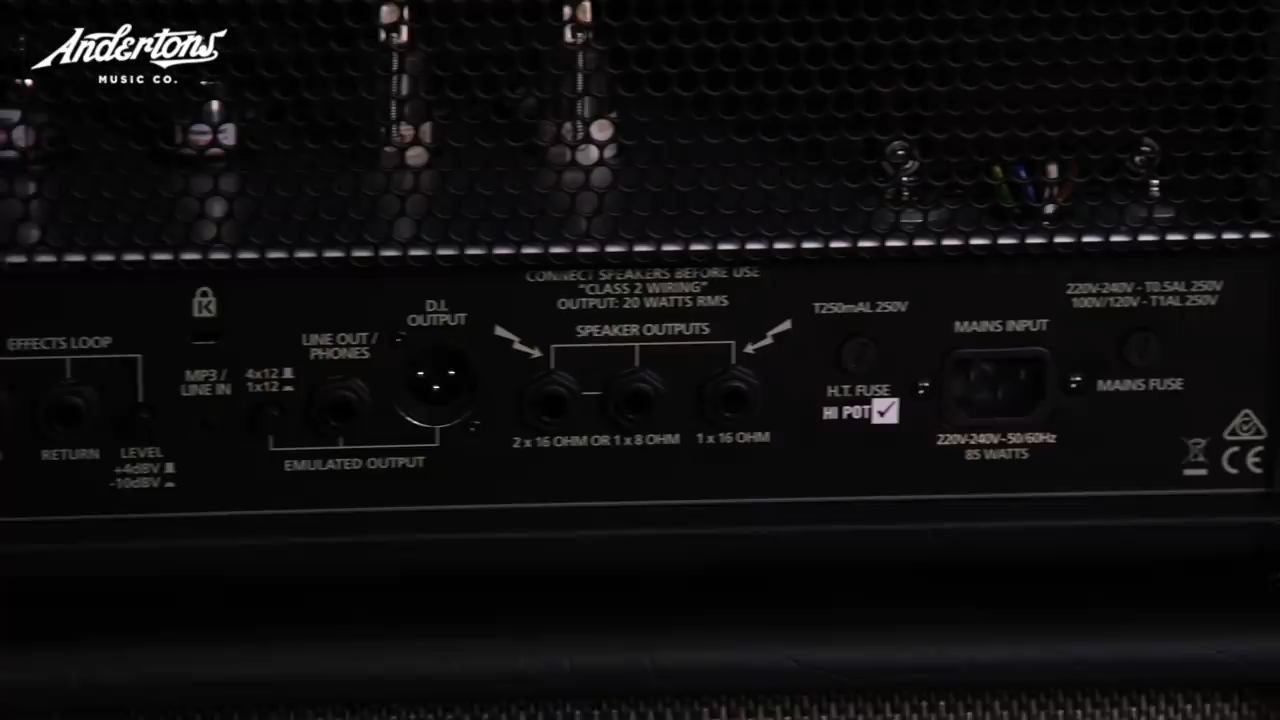 Andertons
MUSIC CO.
EFFECTS LOOP
RETURN
LEVEL
+4dBV
-10dBV
K
MP3 /
LINE IN
4x12
1x12
LINE OUT /
PHONES
D.I.
OUTPUT
EMULATED OUTPUT
CONNECT SPEAKERS BEFORE USE
"CLASS 2 WIRING"
OUTPUT: 20 WATTS RMS
SPEAKER OUTPUTS
2 x 16 OHM OR 1 x 8 OHM
1 x 16 OHM
T250mAL 250V
H.T. FUSE
HI POT
MAINS INPUT
220V-240V~50/60Hz
85 WATTS
220V-240V - T0.5AL 250V
100V/120V - T1AL 250V
MAINS FUSE
CE